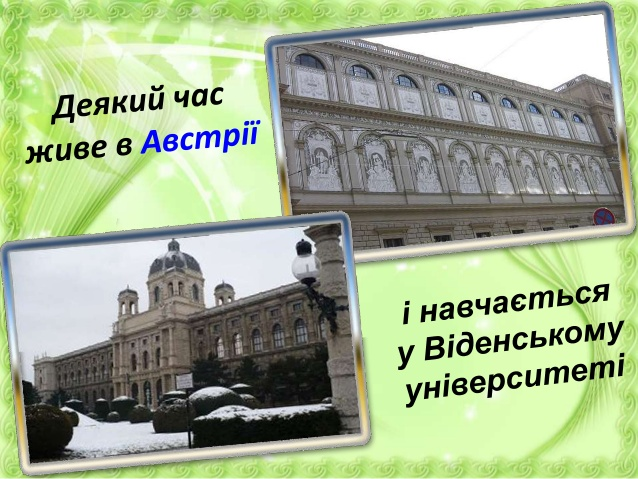 Деякий час
живе в Австрії
і навчається
у Віденському
університеті